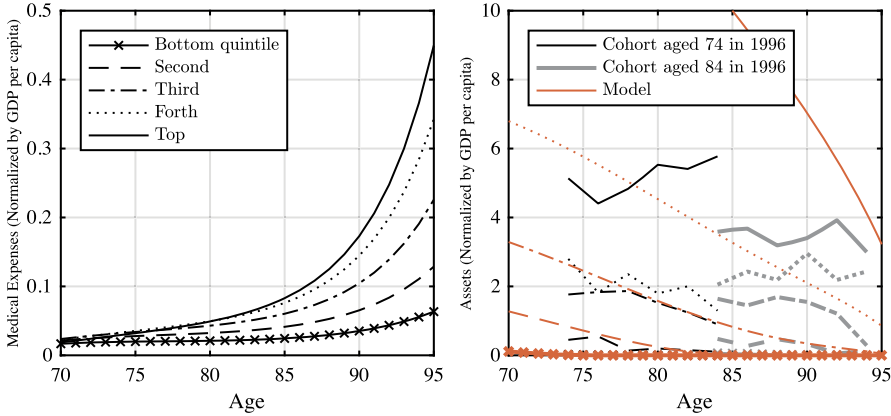 Medical Expenses (Normalized by GDP per capita)
0.5
0.4
0.3
0.2
0.1
0
70 75 80 85 90 95
Age
Bottom quintile
Second
Third
Forth
Top
Assets (Normalized by GDP per capita)
10
8
6
4
2
0
70 75 80 85 90 95
Age
Cohort aged 74 in 1996
Cohort aged 84 in 1996
Model